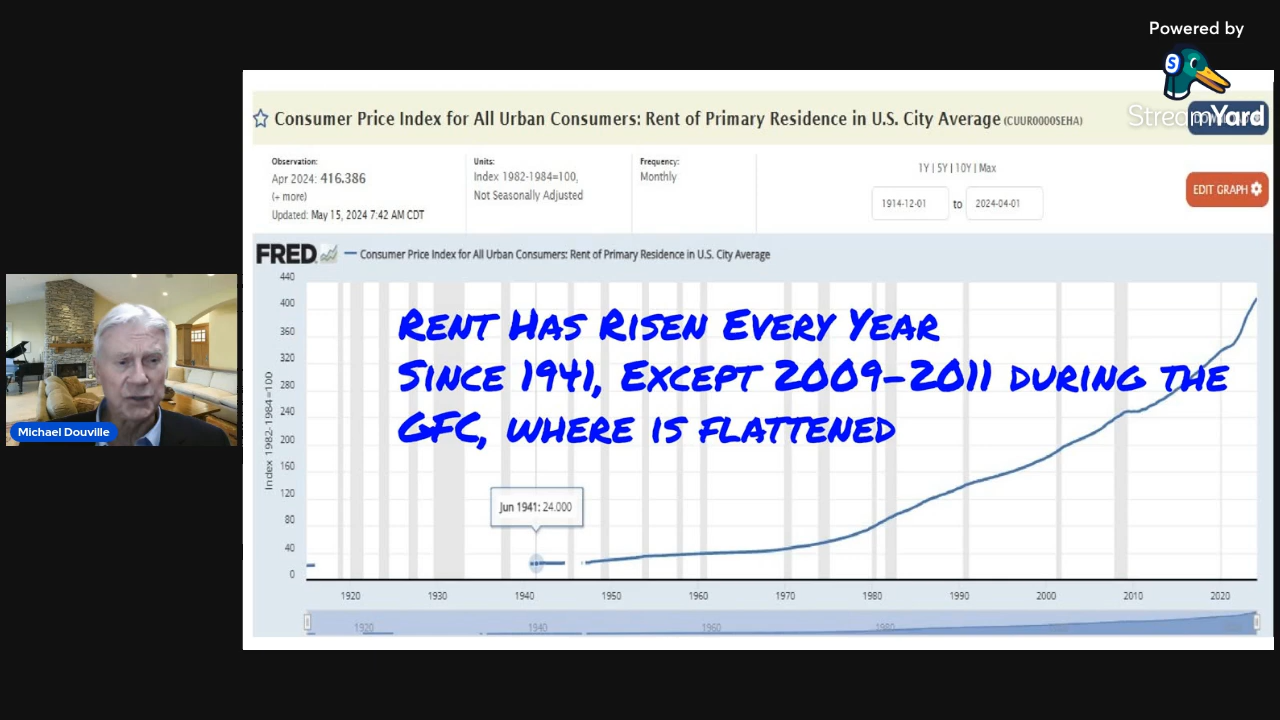 Powered by
StreamYard
Consumer Price Index for All Urban Consumers: Rent of Primary Residence in U.S. City Average (CUUR0000SEHA)
Observation:
Apr 2024: 416.386
(+ more)
Updated: May 15, 2024 7:42 AM CDT
Units:
Index 1982-1984=100,
Not Seasonally Adjusted
Frequency:
Monthly
1Y | 5Y | 10Y | Max
1914-12-01 to 2024-04-01
EDIT GRAPH
FRED Consumer Price Index for All Urban Consumers: Rent of Primary Residence in U.S. City Average
440
400
360
320
280
240
200
160
120
80
40
0
Index 1982-1984=100
Rent Has Risen Every Year
Since 1941, Except 2009-2011 during the
GFC, where is flattened
Jun 1941: 24.000
1920 1930 1940 1950 1960 1970 1980 1990 2000 2010 2020
1920 1940 1960 1980
Michael Douville